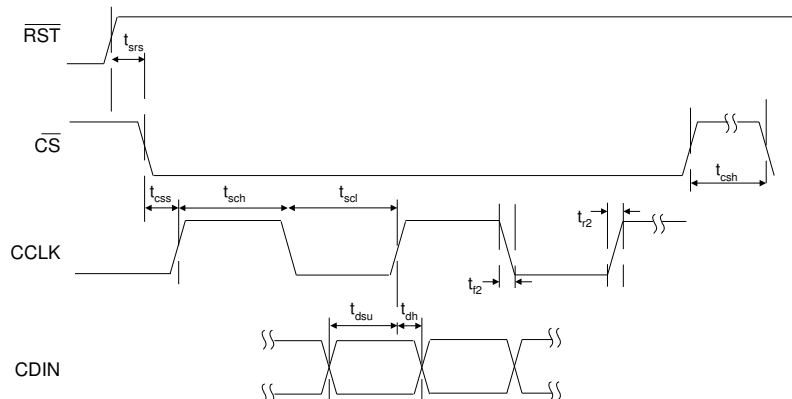 RST
t_srs
CS
t_csh
t_css t_sch t_scl
t_r2
CCLK
t_f2
t_dsu t_dh
CDIN